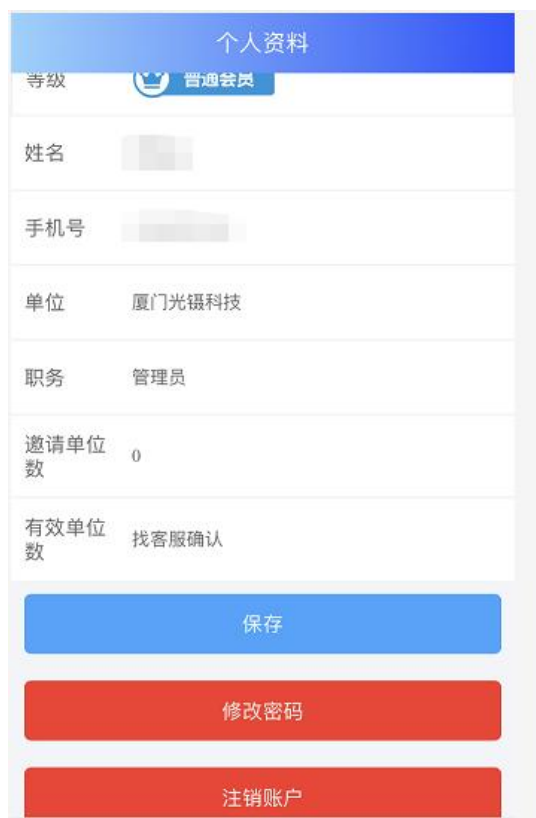 个人资料
等级 普通会员
姓名
手机号
单位 厦门光镊科技
职务 管理员
邀请单位
数 0
有效单位
数 找客服确认
保存
修改密码
注销账户